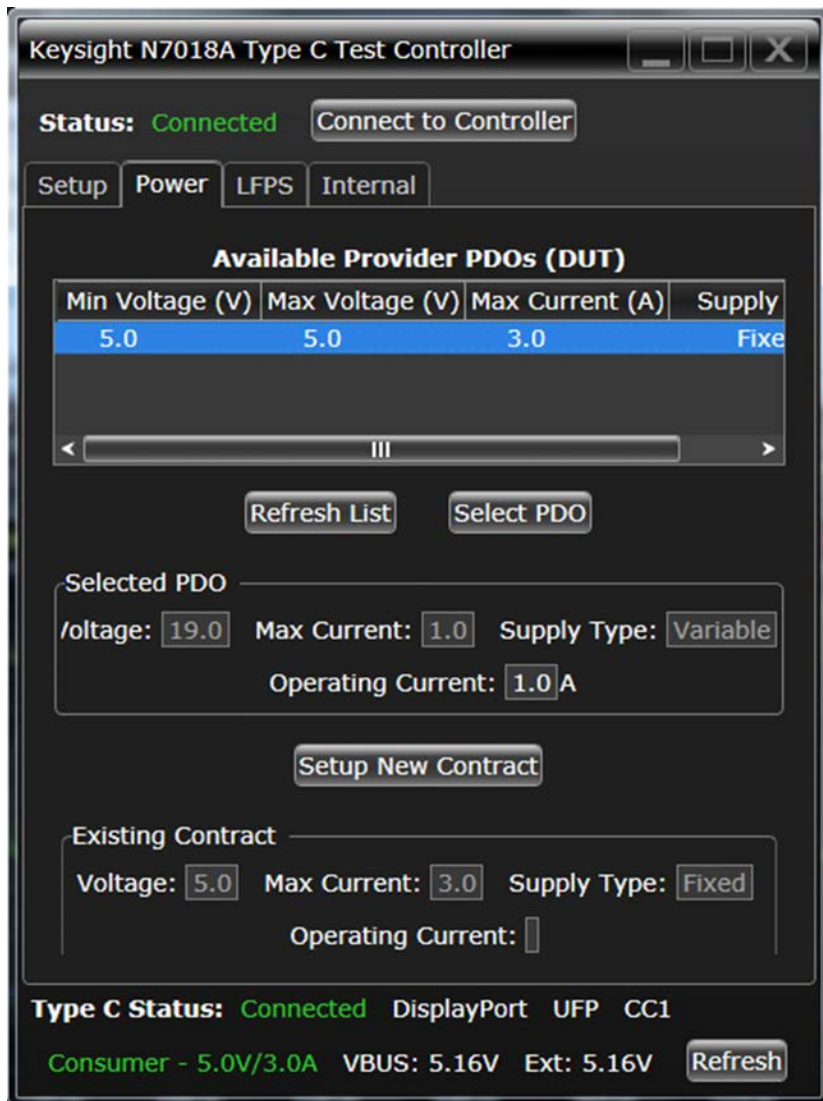 Keysight N7018A Type C Test Controller
Status: Connected Connect to Controller
Setup Power LFPS Internal
Available Provider PDOs (DUT)
Min Voltage (V) Max Voltage (V) Max Current (A) Supply
5.0 5.0 3.0 Fixe
Refresh List Select PDO
Selected PDO
/oltage: 19.0 Max Current: 1.0 Supply Type: Variable
Operating Current: 1.0 A
Setup New Contract
Existing Contract
Voltage: 5.0 Max Current: 3.0 Supply Type: Fixed
Operating Current:
Type C Status: Connected DisplayPort UFP CC1
Consumer - 5.0V/3.0A VBUS: 5.16V Ext: 5.16V Refresh